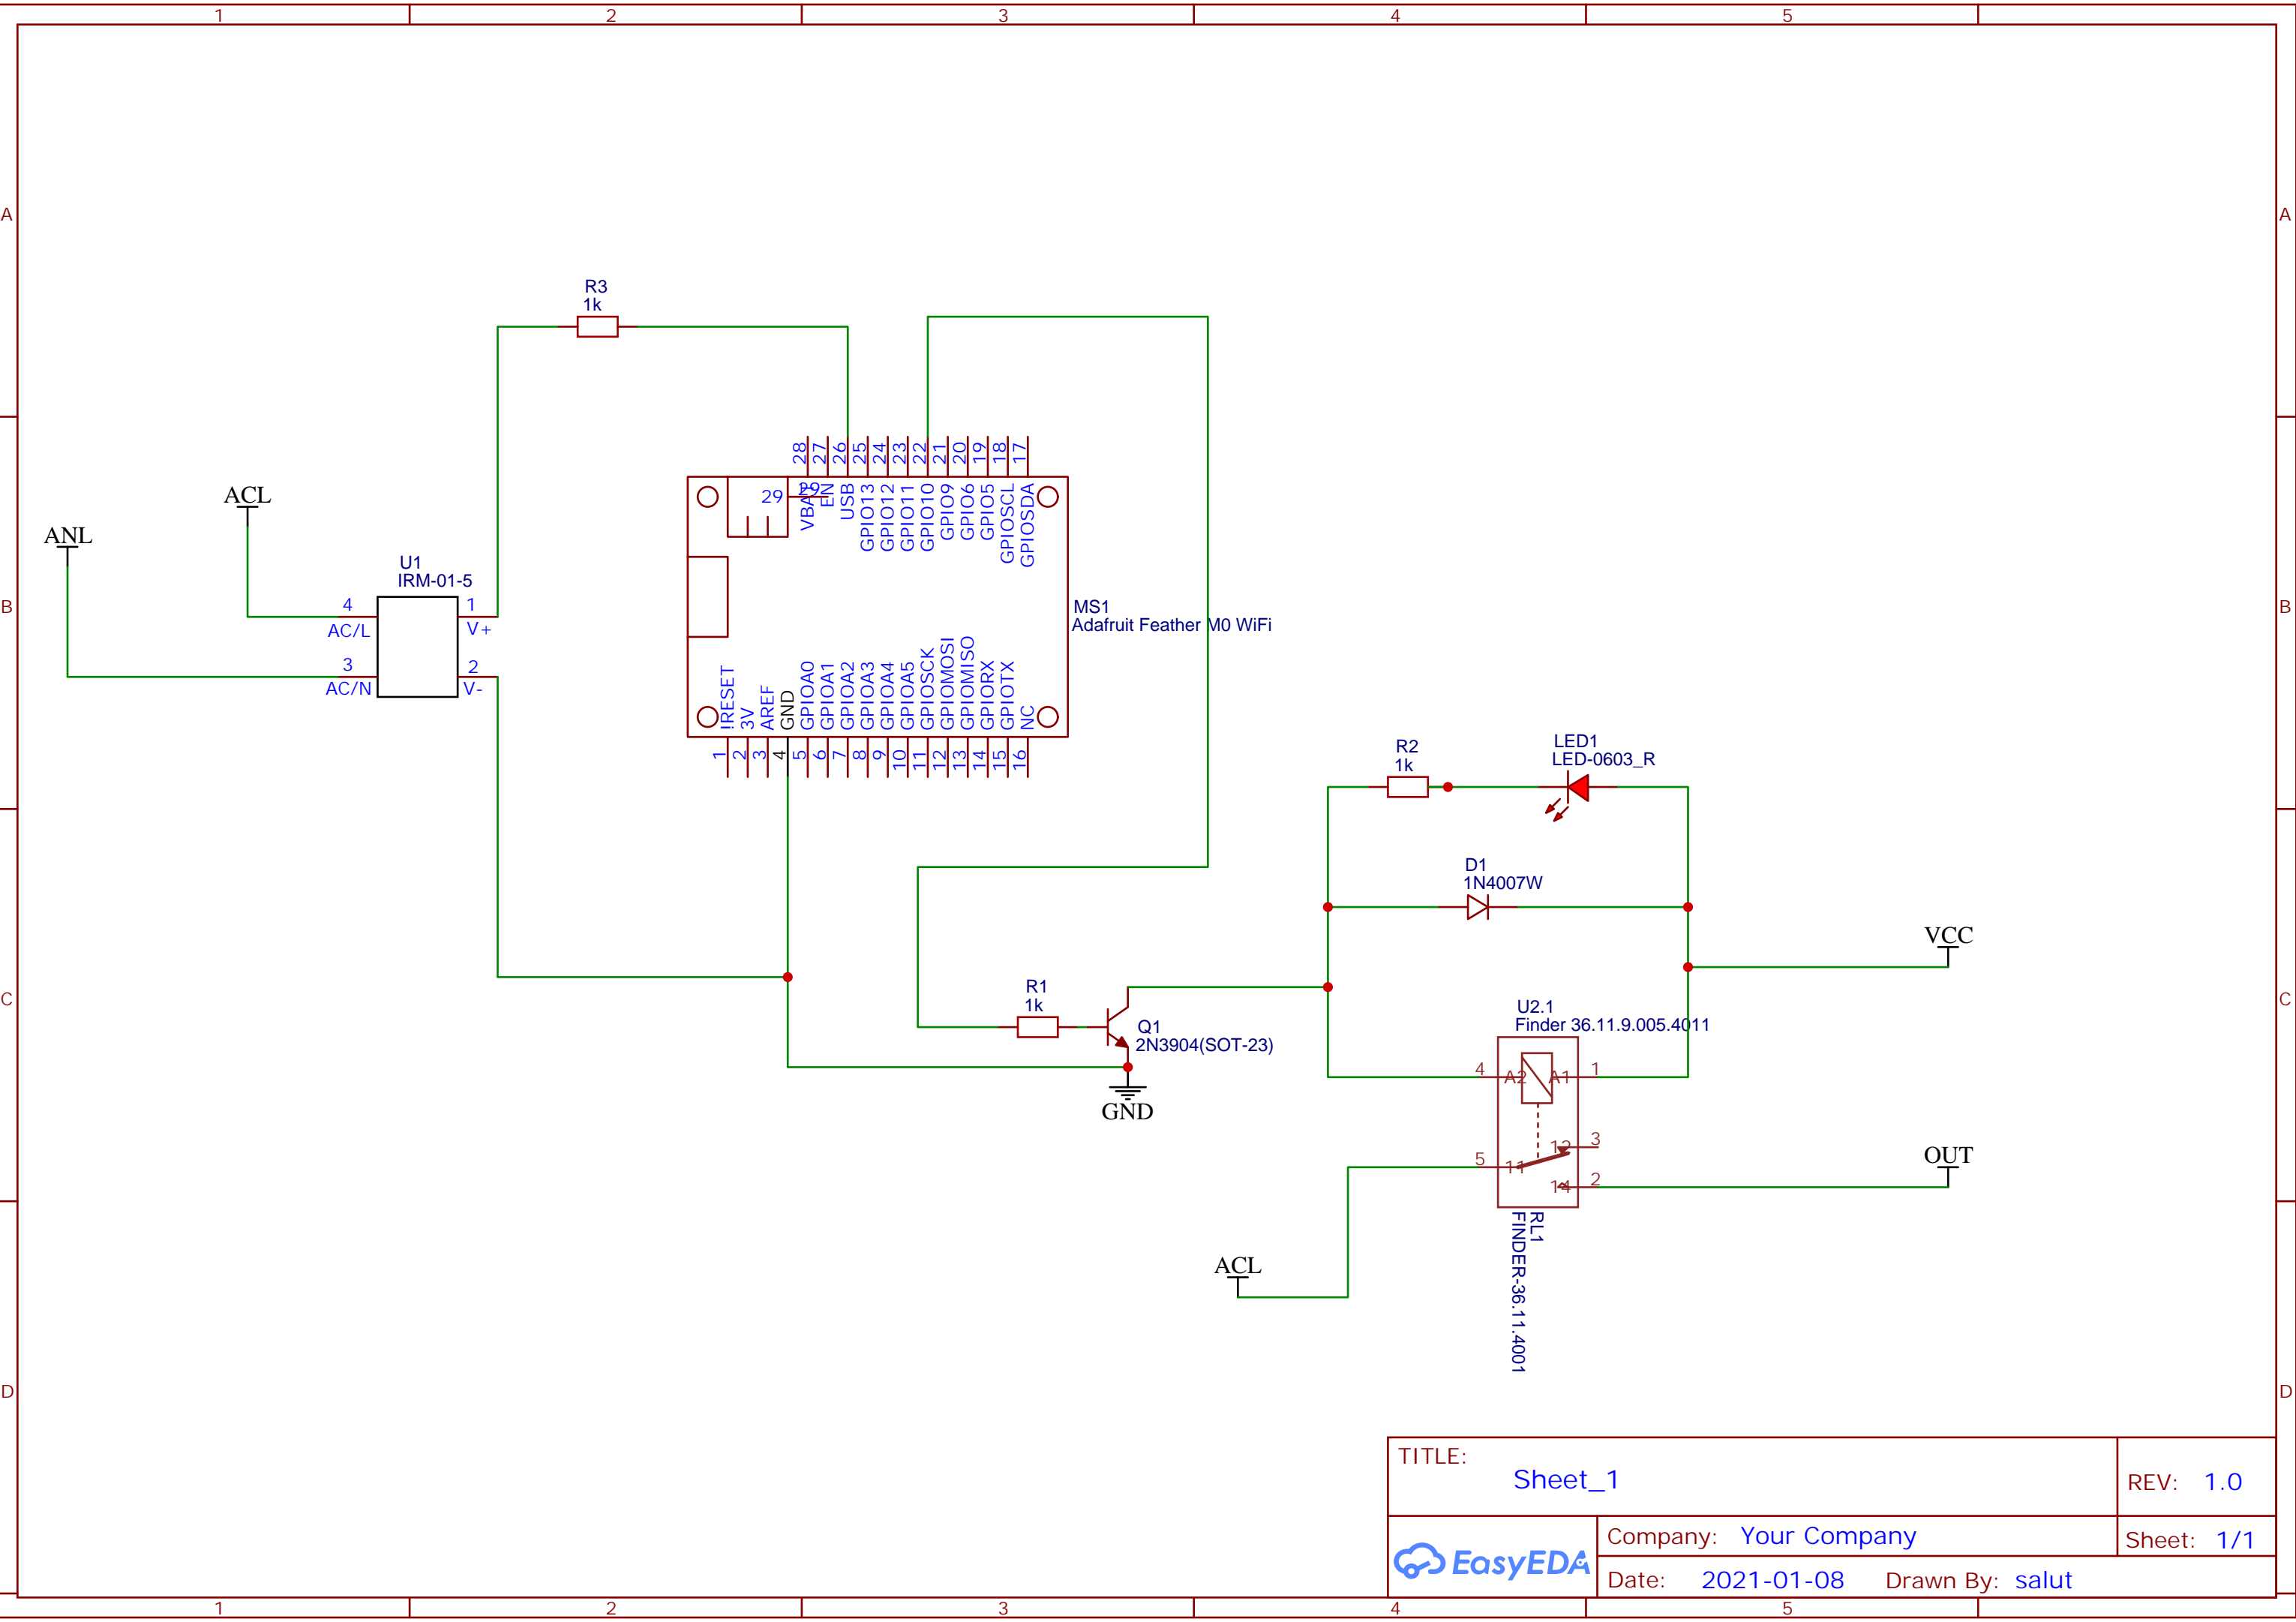 1 2 3 4 5
A A
R3
1k
28 27 26 25 24 23 22 21 20 19 18 17
29 29
VBAT EN USB GPIO13 GPIO12 GPIO11 GPIO10 GPIO9 GPIO6 GPIO5 GPIOSCL GPIOSDA
ACL
ANL
U1
IRM-01-5
4 1
AC/L V+
3 2
AC/N V-
B B
MS1
Adafruit Feather M0 WiFi
!RESET 3V AREF GND GPIOA0 GPIOA1 GPIOA2 GPIOA3 GPIOA4 GPIOA5 GPIOSCK GPIOMOSI GPIOMISO GPIORX GPIOTX NC
1 2 3 4 5 6 7 8 9 10 11 12 13 14 15 16
R2
1k
LED1
LED-0603_R
D1
1N4007W
VCC
C C
R1
1k
Q1
2N3904(SOT-23)
GND
U2.1
Finder 36.11.9.005.4011
4 A2 A1 1
12 3
5 11
14 2
OUT
RL1
FINDER-36.11.4001
ACL
D D
TITLE:
Sheet_1
REV: 1.0
EasyEDA
Company: Your Company
Sheet: 1/1
Date: 2021-01-08 Drawn By: salut
1 2 3 4 5